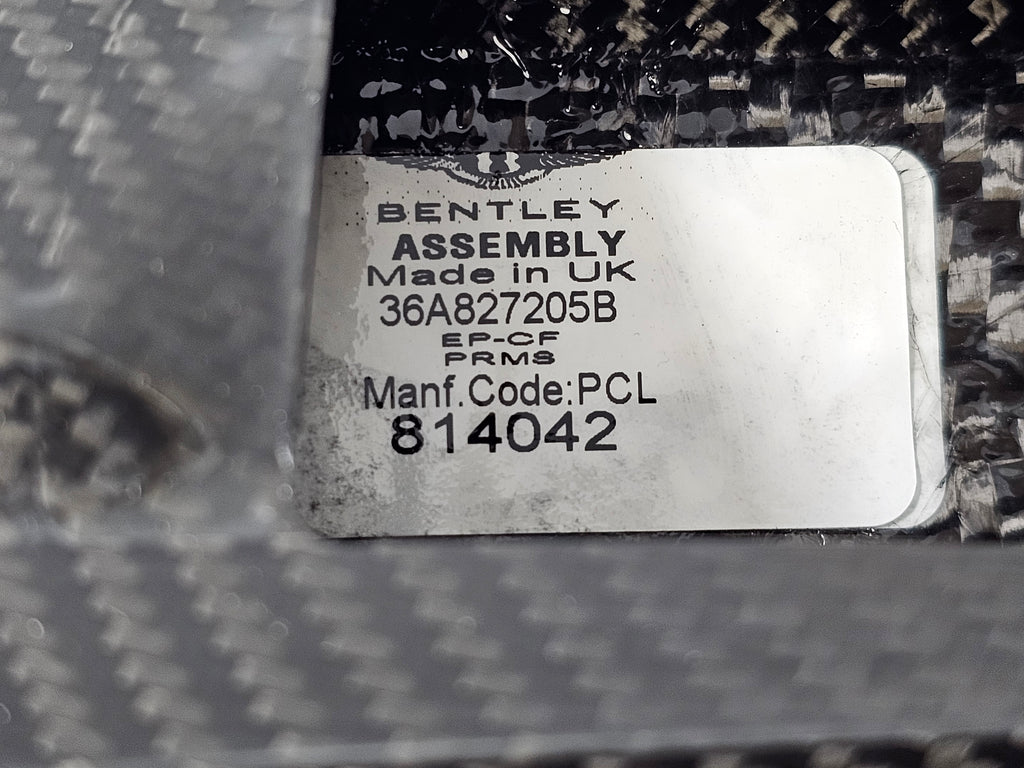 BENTLEY
ASSEMBLY
Made in UK
36A827205B
EP-CF
PRMS
Manf.Code:PCL
814042